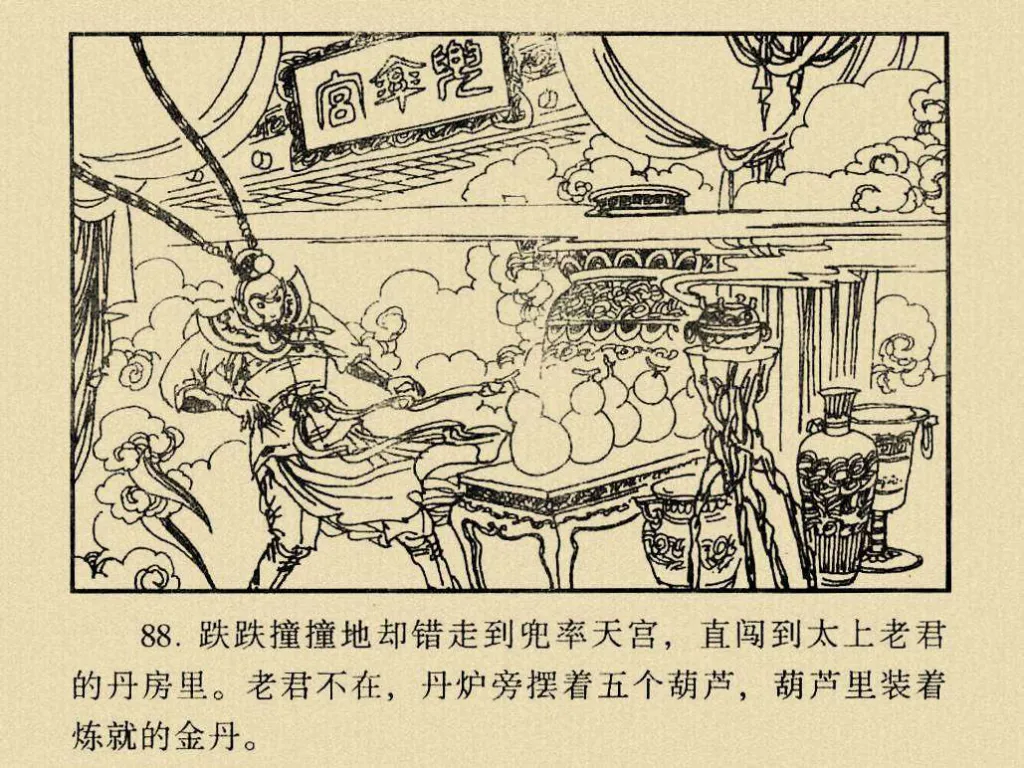 兜率宫
88. 跌跌撞撞地却错走到兜率天宫，直闯到太上老君
的丹房里。老君不在，丹炉旁摆着五个葫芦，葫芦里装着
炼就的金丹。